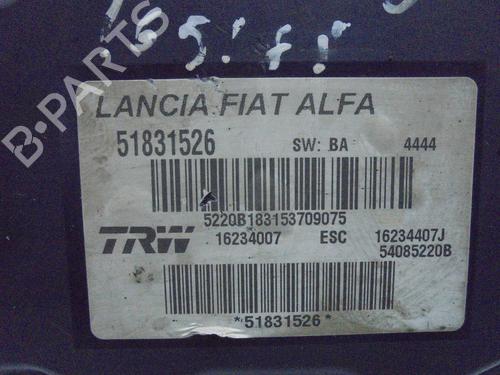 B-PARTS
LANCIA FIAT ALFA
51831526 SW: BA 4444
5220B183153709075
TRW 16234007 ESC 16234407J
54085220B
*51831526*